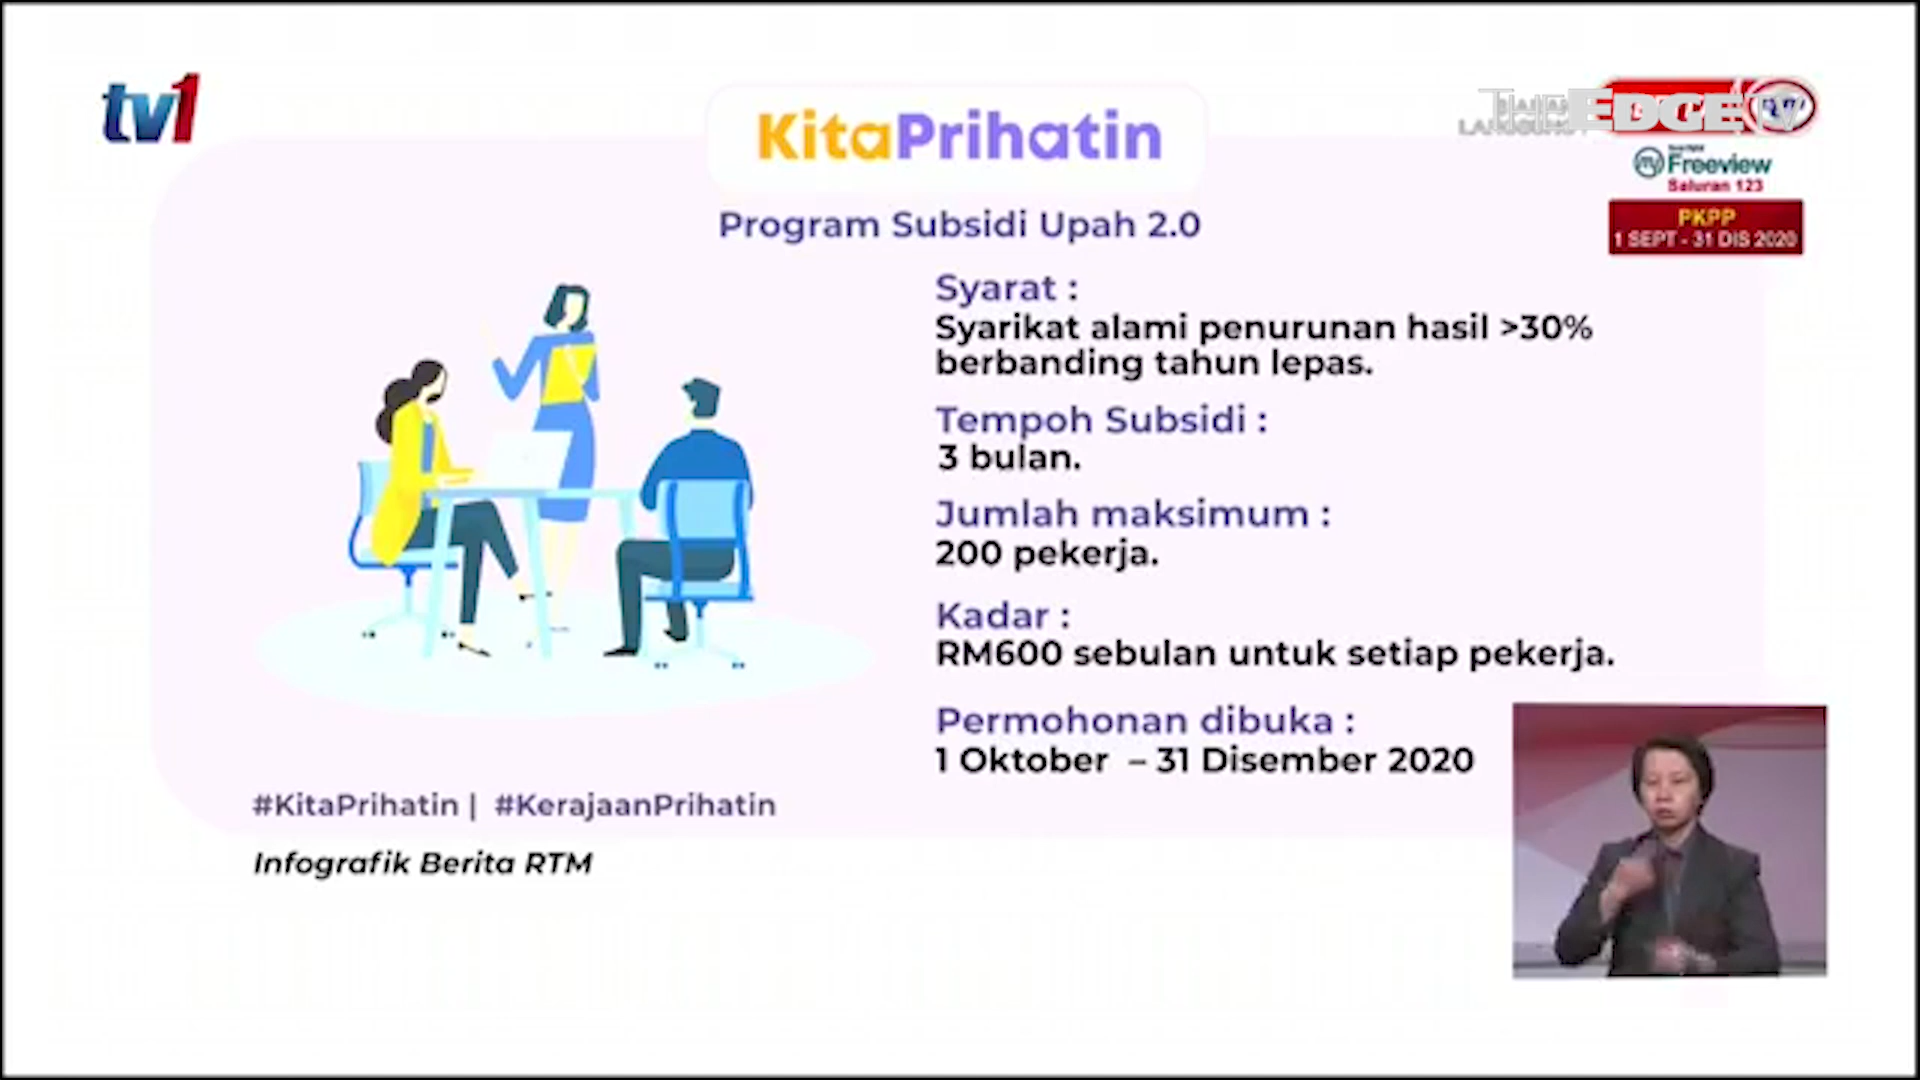 tv1
KitaPrihatin
EDGE
Freeview
Saluran 123
PKPP
1 SEPT - 31 DIS 2020
Program Subsidi Upah 2.0
Syarat :
Syarikat alami penurunan hasil >30%
berbanding tahun lepas.
Tempoh Subsidi :
3 bulan.
Jumlah maksimum :
200 pekerja.
Kadar :
RM600 sebulan untuk setiap pekerja.
Permohonan dibuka :
1 Oktober – 31 Disember 2020
#KitaPrihatin | #KerajaanPrihatin
Infografik Berita RTM